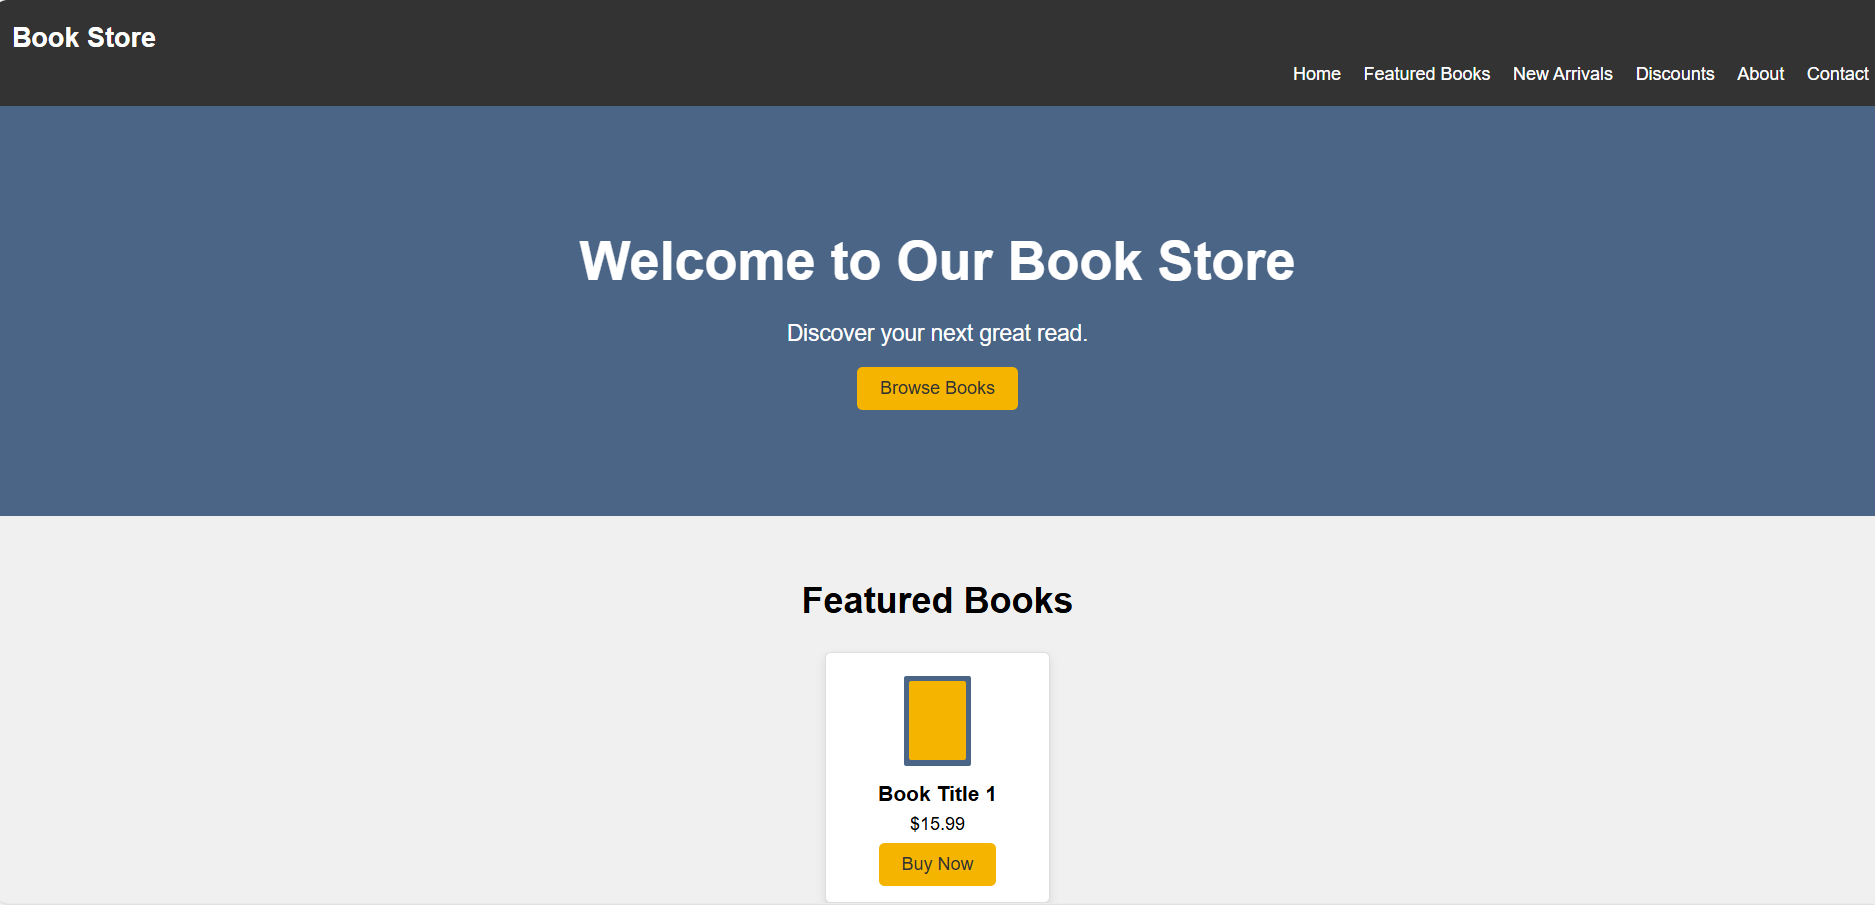 Book Store
Home Featured Books New Arrivals Discounts About Contact
Welcome to Our Book Store
Discover your next great read.
Browse Books
Featured Books
Book Title 1
$15.99
Buy Now